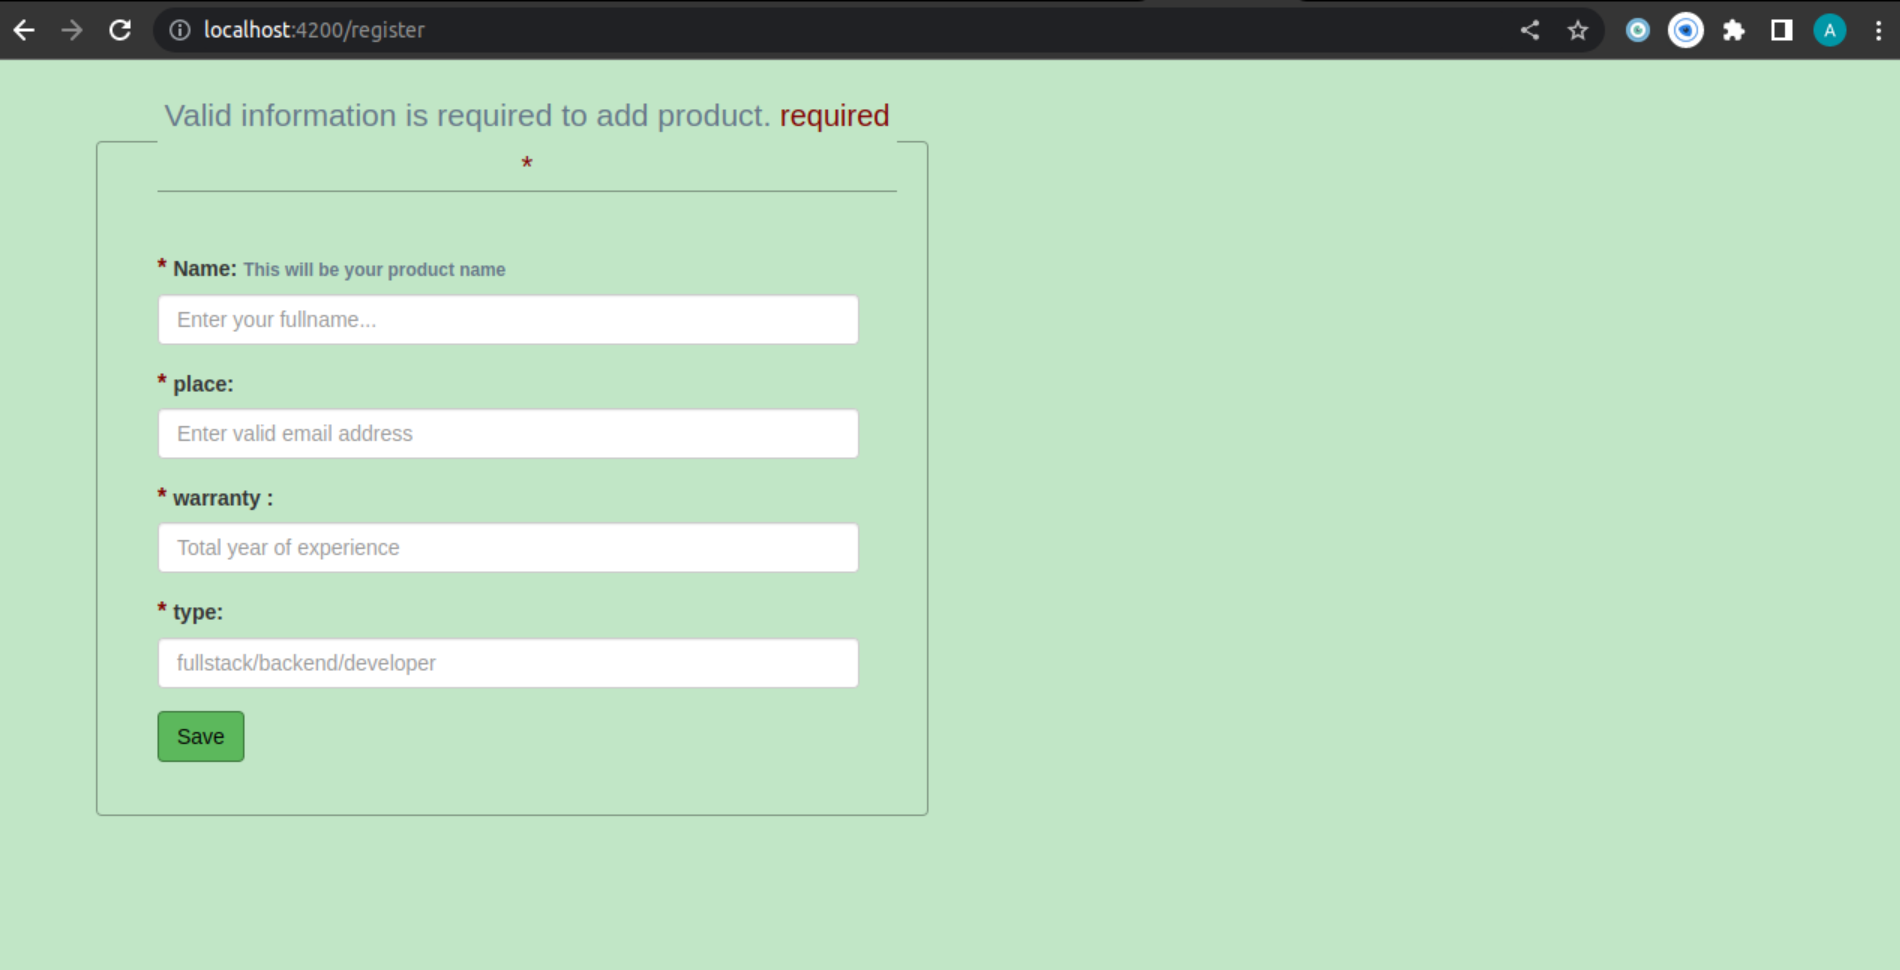 localhost:4200/register
A
Valid information is required to add product. required
*
* Name: This will be your product name
Enter your fullname...
* place:
Enter valid email address
* warranty :
Total year of experience
* type:
fullstack/backend/developer
Save